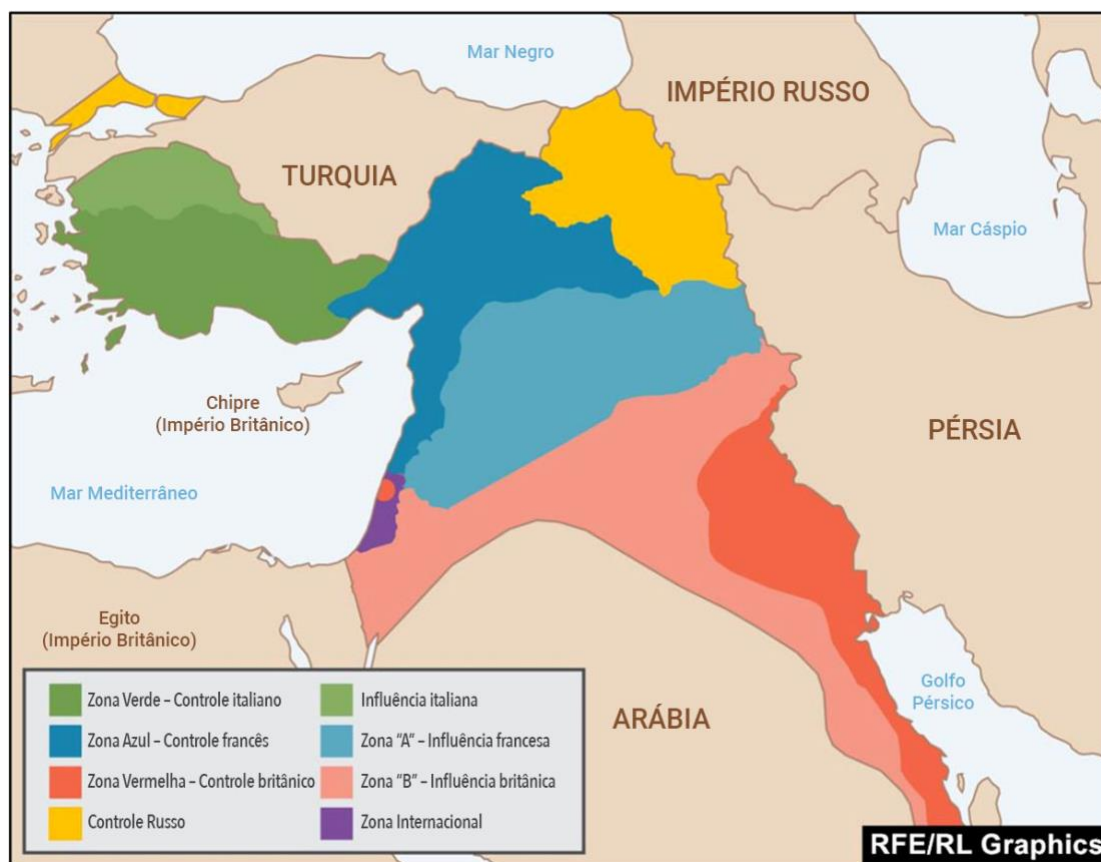 Mar Negro
IMPÉRIO RUSSO
TURQUIA
Mar Cáspio
Chipre
(Império Britânico)
PÉRSIA
Mar Mediterrâneo
Egito
(Império Britânico)
Golfo
Pérsico
ARÁBIA
Zona Verde – Controle italiano
Influência italiana
Zona Azul – Controle francês
Zona “A” – Influência francesa
Zona Vermelha – Controle britânico
Zona “B” – Influência britânica
Controle Russo
Zona Internacional
RFE/RL Graphics